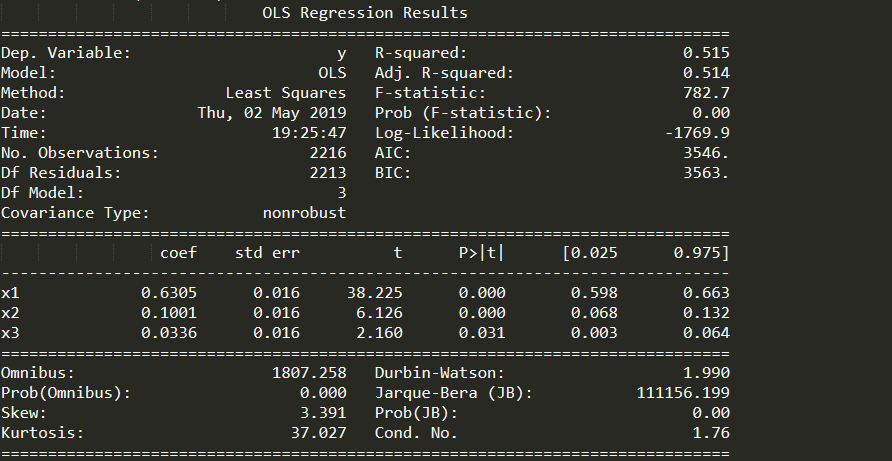 OLS Regression Results
==============================================================================
Dep. Variable:                      y   R-squared:                       0.515
Model:                            OLS   Adj. R-squared:                  0.514
Method:                 Least Squares   F-statistic:                     782.7
Date:                Thu, 02 May 2019   Prob (F-statistic):               0.00
Time:                        19:25:47   Log-Likelihood:                -1769.9
No. Observations:                2216   AIC:                             3546.
Df Residuals:                    2213   BIC:                             3563.
Df Model:                           3
Covariance Type:            nonrobust
==============================================================================
                 coef    std err          t      P>|t|      [0.025      0.975]
------------------------------------------------------------------------------
x1             0.6305      0.016     38.225      0.000       0.598       0.663
x2             0.1001      0.016      6.126      0.000       0.068       0.132
x3             0.0336      0.016      2.160      0.031       0.003       0.064
==============================================================================
Omnibus:                     1807.258   Durbin-Watson:                   1.990
Prob(Omnibus):                  0.000   Jarque-Bera (JB):           111156.199
Skew:                           3.391   Prob(JB):                         0.00
Kurtosis:                      37.027   Cond. No.                         1.76
==============================================================================